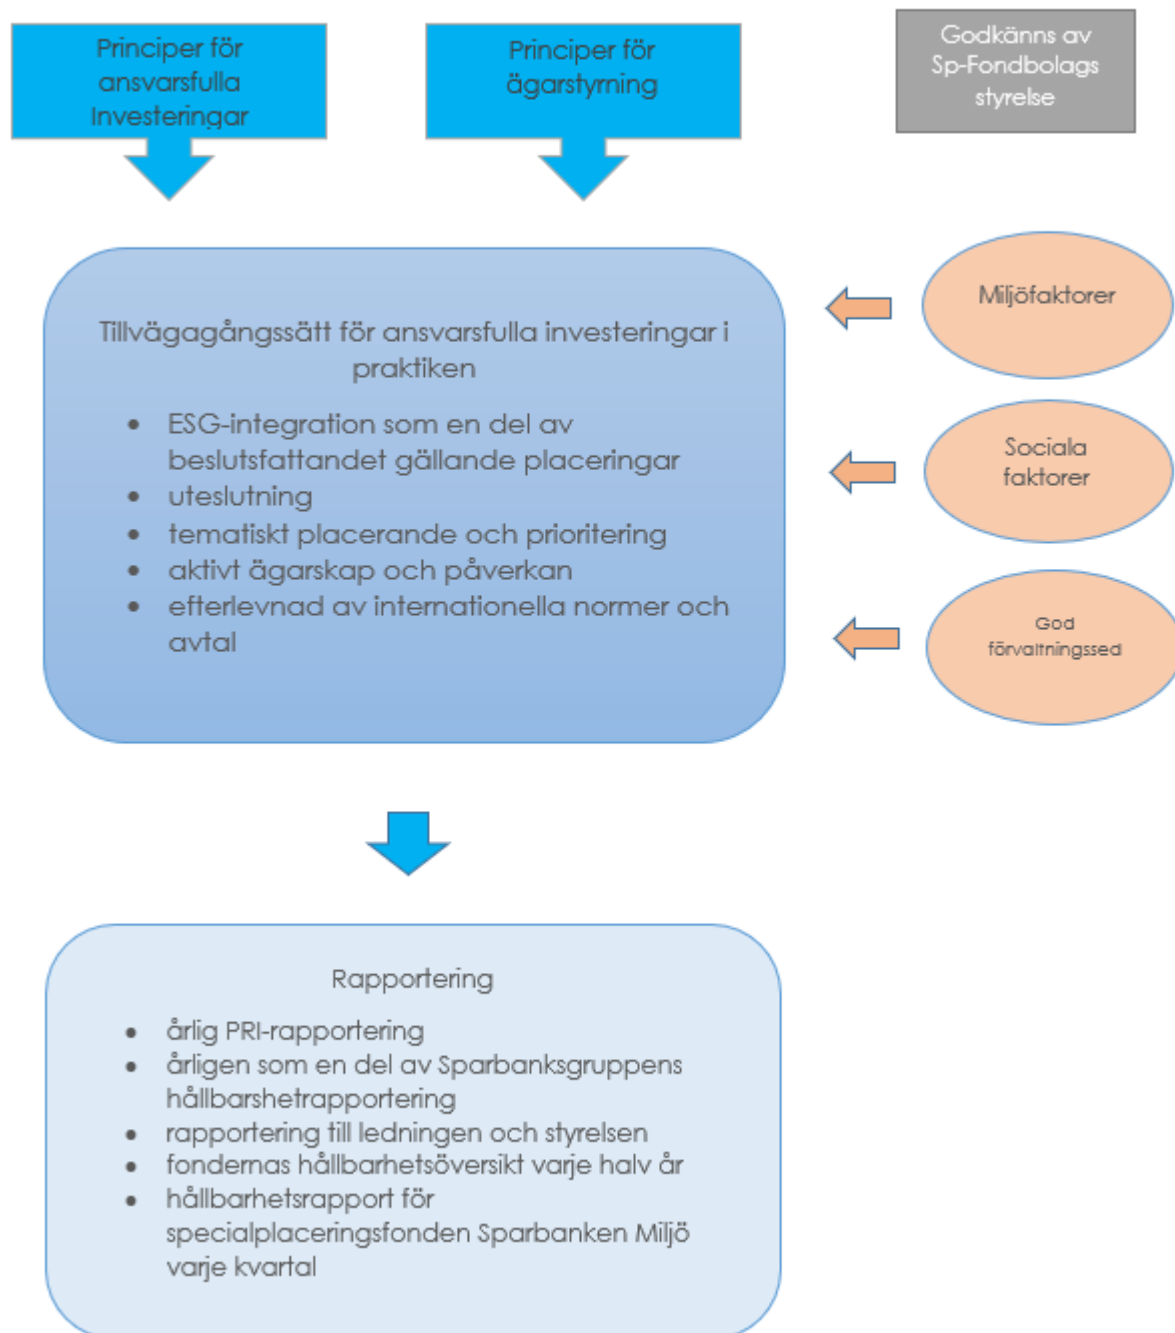 Principer för
ansvarsfulla
Investeringar
Principer för
ägarstyrning
Godkänns av
Sp-Fondbolags
styrelse
Tillvägagångssätt för ansvarsfulla investeringar i
praktiken
• ESG-integration som en del av
beslutsfattandet gällande placeringar
• uteslutning
• tematiskt placerande och prioritering
• aktivt ägarskap och påverkan
• efterlevnad av internationella normer och
avtal
Miljöfaktorer
Sociala
faktorer
God
förvaltningssed
Rapportering
• årlig PRI-rapportering
• årligen som en del av Sparbanksgruppens
hållbarshetrapportering
• rapportering till ledningen och styrelsen
• fondernas hållbarhetsöversikt varje halv år
• hållbarhetsrapport för
specialplaceringsfonden Sparbanken Miljö
varje kvartal